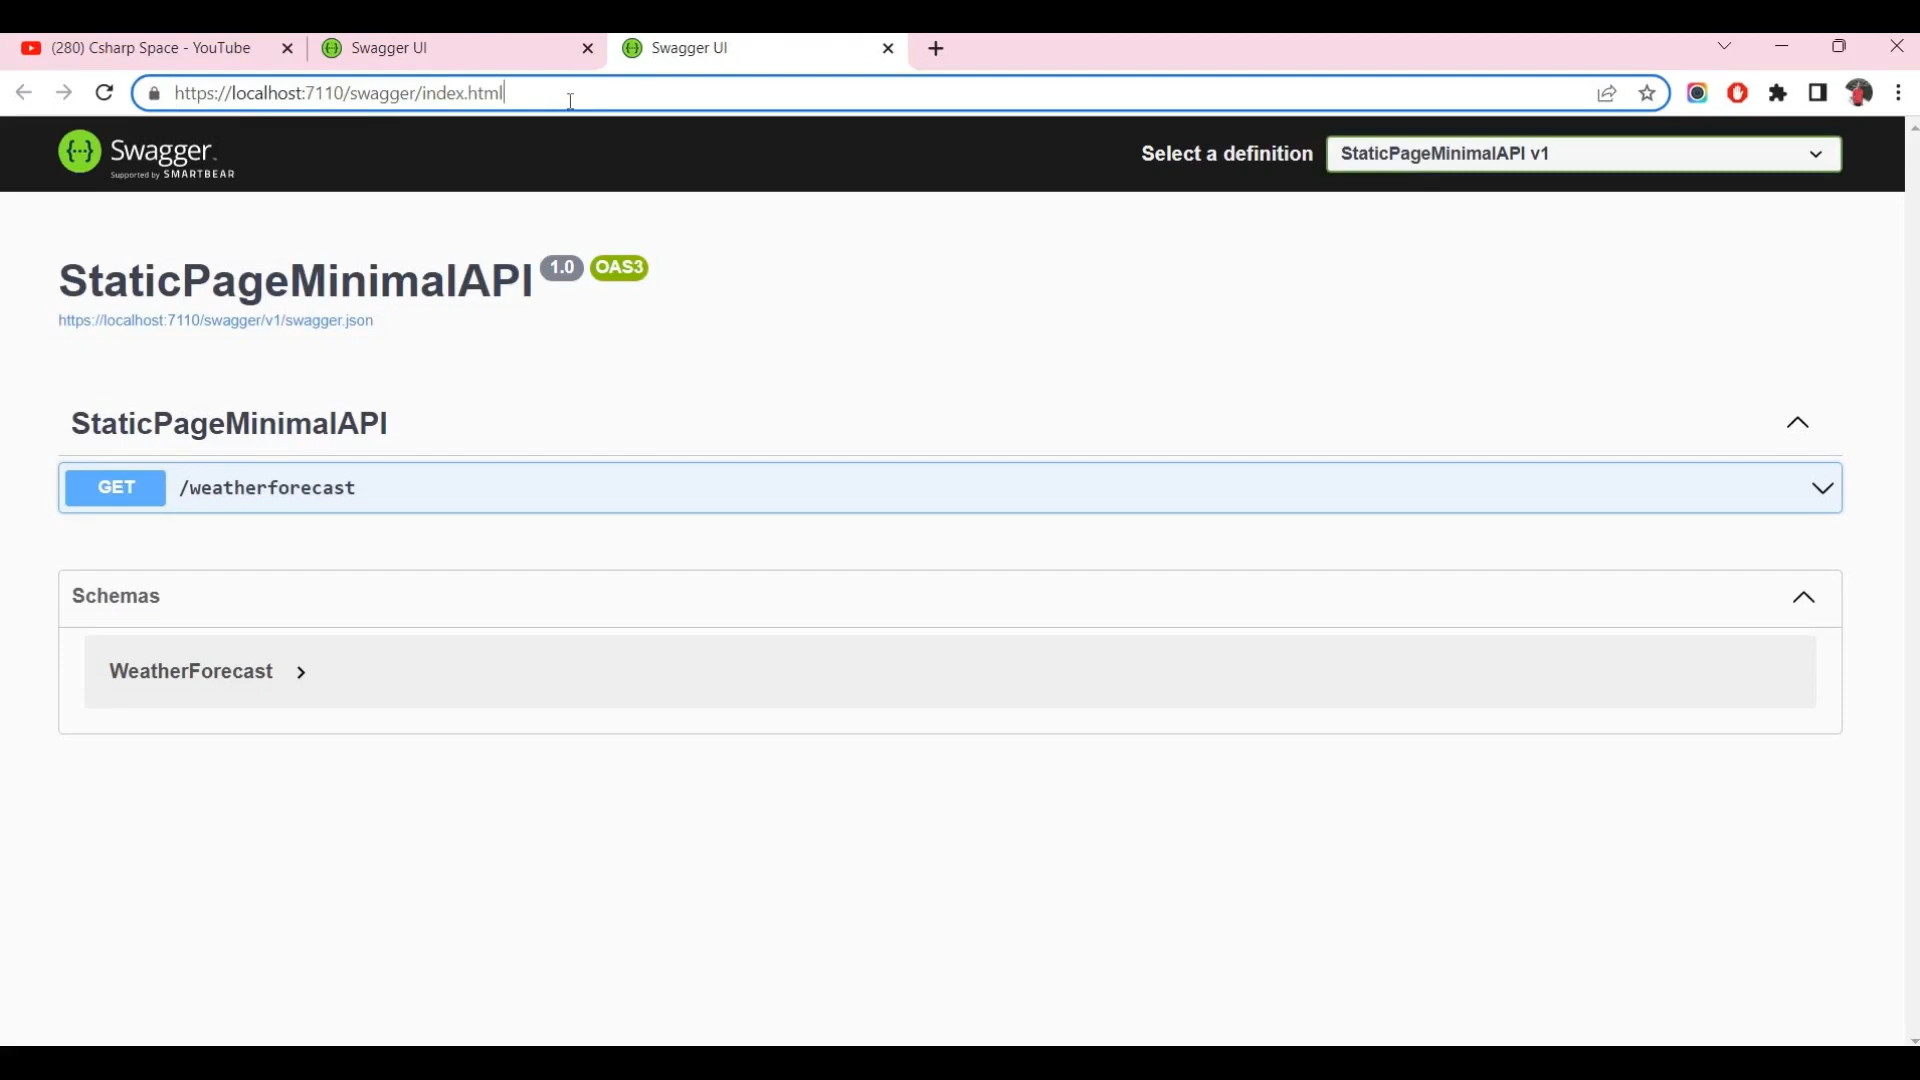 (280) Csharp Space - YouTube
Swagger UI
Swagger UI
https://localhost:7110/swagger/index.html
Swagger
Supported by SMARTBEAR
Select a definition
StaticPageMinimalAPI v1
StaticPageMinimalAPI 1.0 OAS3
https://localhost:7110/swagger/v1/swagger.json
StaticPageMinimalAPI
GET /weatherforecast
Schemas
WeatherForecast